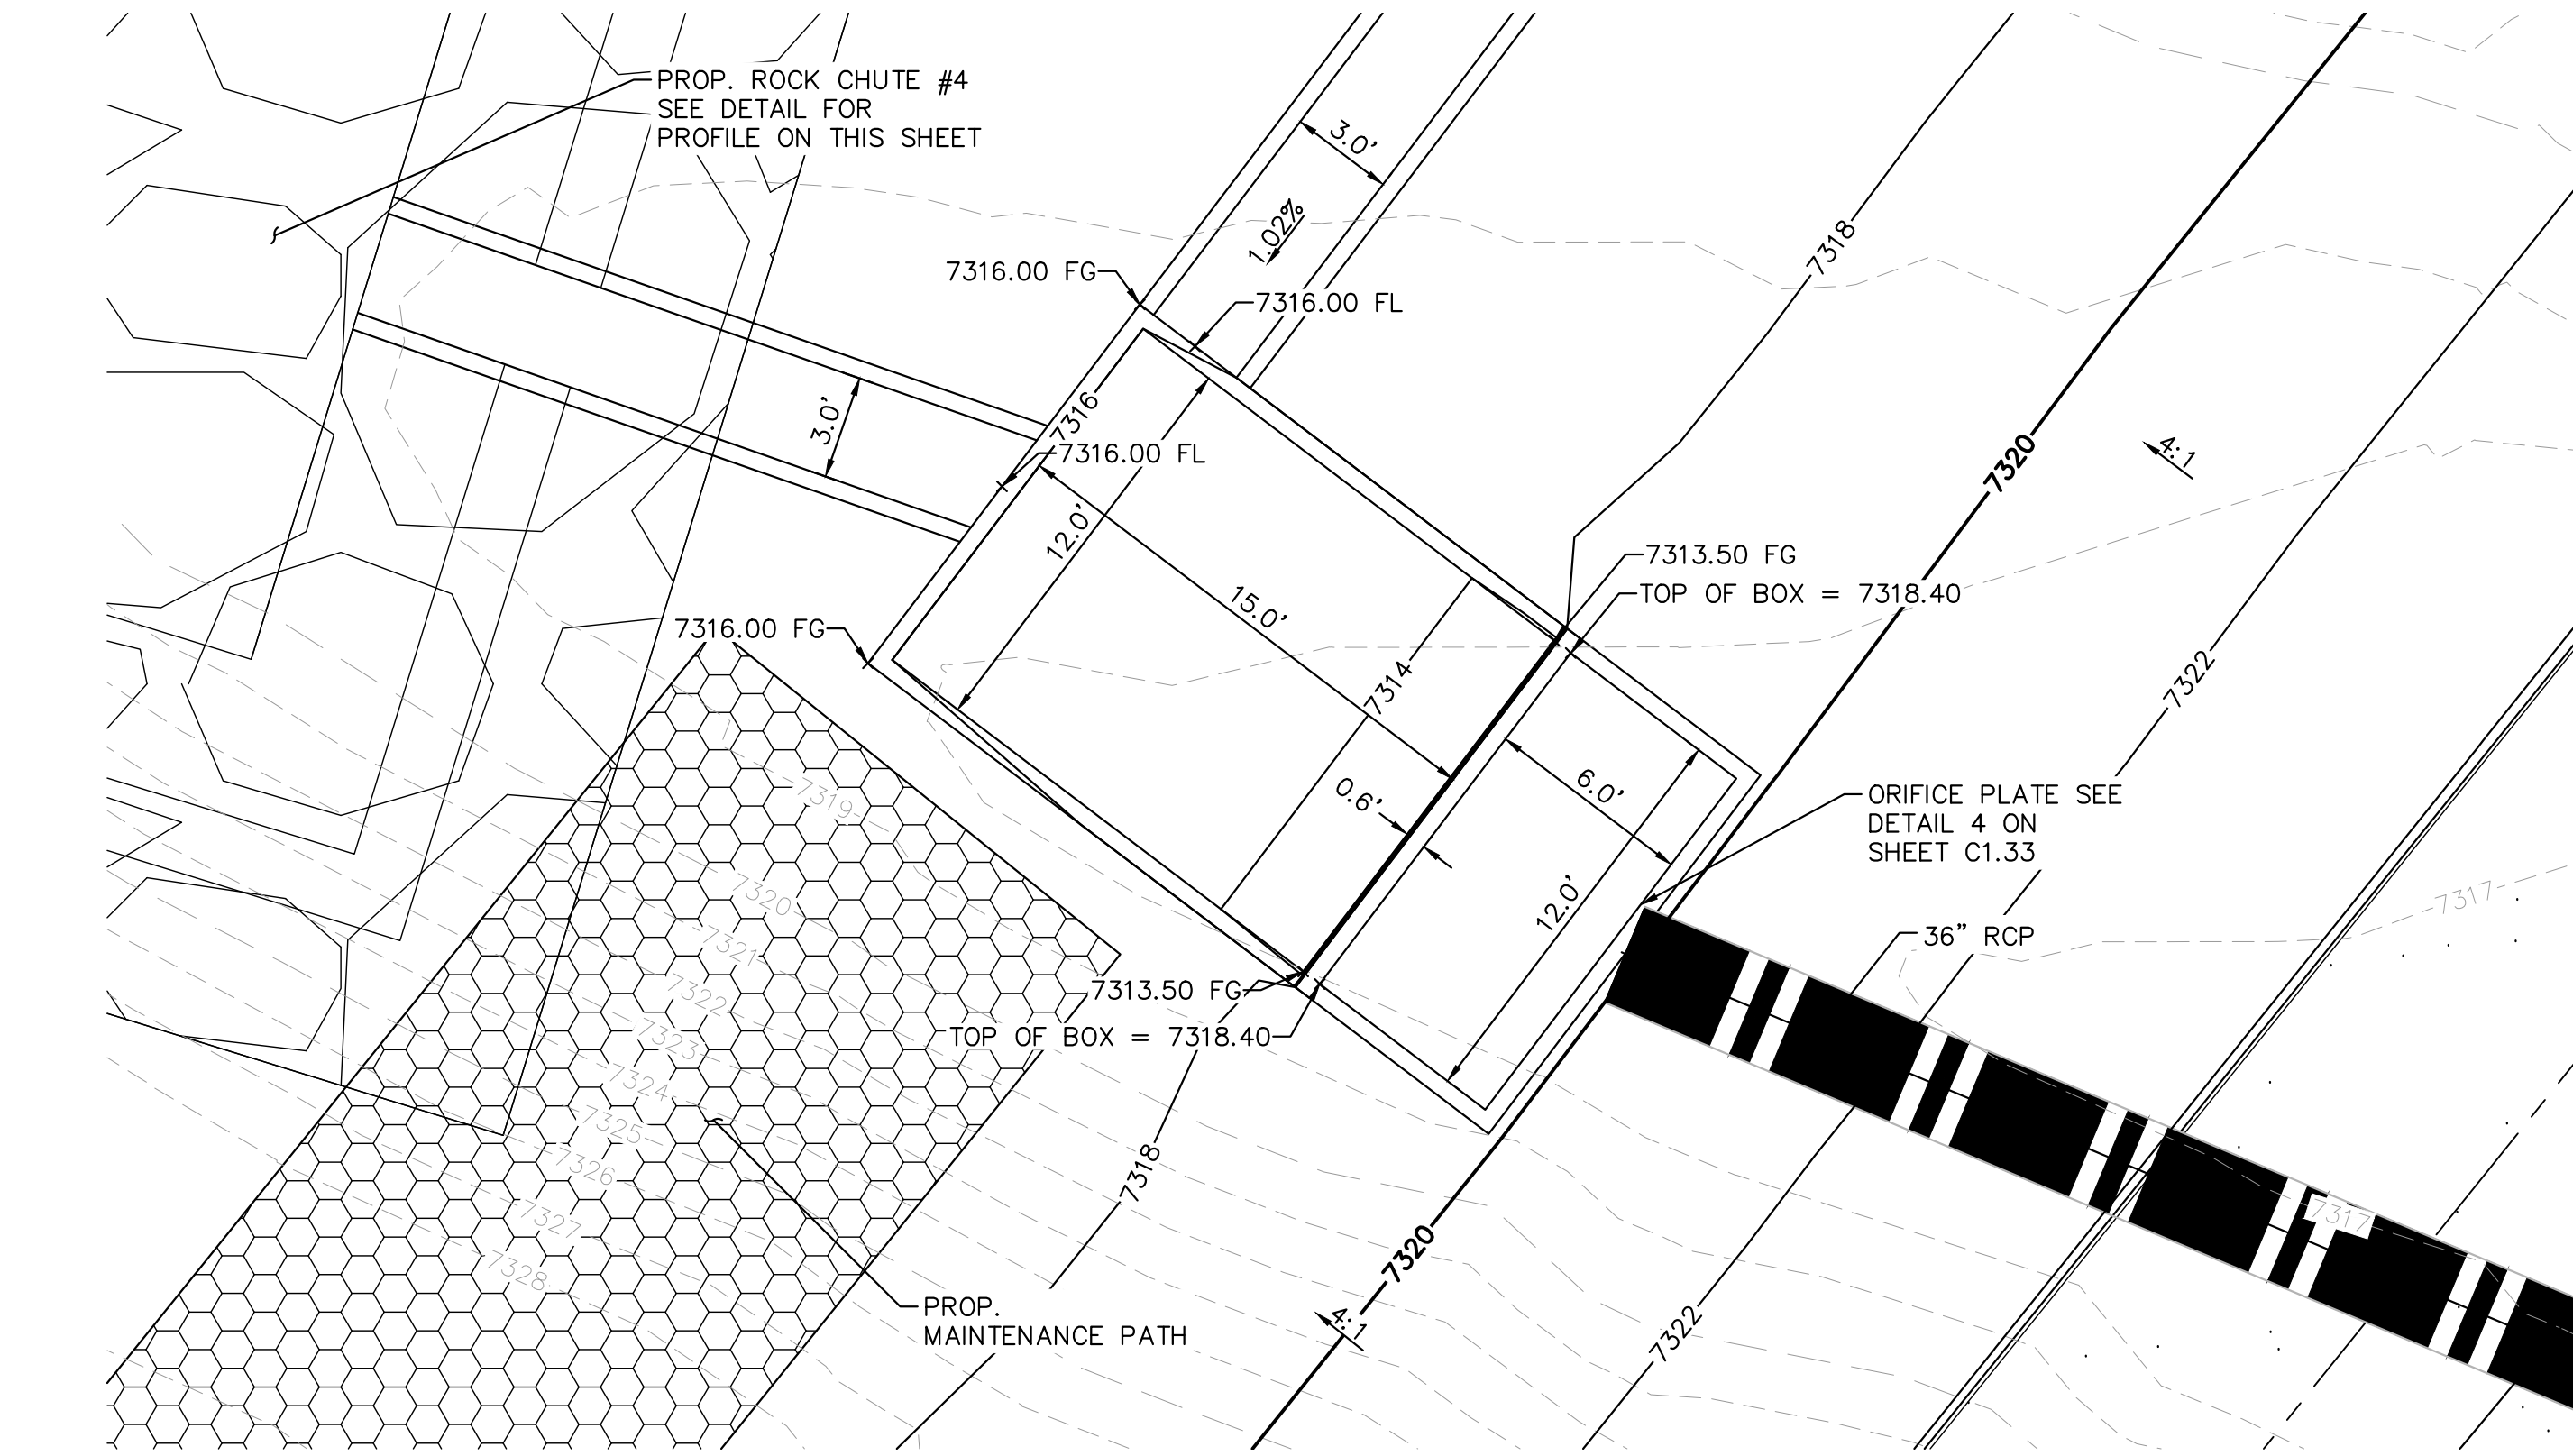 PROP. ROCK CHUTE #4
SEE DETAIL FOR
PROFILE ON THIS SHEET
3.0'
1.02%
7318
7316.00 FG
7316.00 FL
3.0'
7316
7316.00 FL
12.0'
7320
4:1
7313.50 FG
TOP OF BOX = 7318.40
15.0'
7316.00 FG
7314
7322
0.6'
6.0'
ORIFICE PLATE SEE
DETAIL 4 ON
SHEET C1.33
12.0'
36" RCP
7317
7319
7320
7321
7322
7323
7324
7325
7326
7327
7328
7313.50 FG
TOP OF BOX = 7318.40
7318
7320
4:1
7322
7317
PROP.
MAINTENANCE PATH